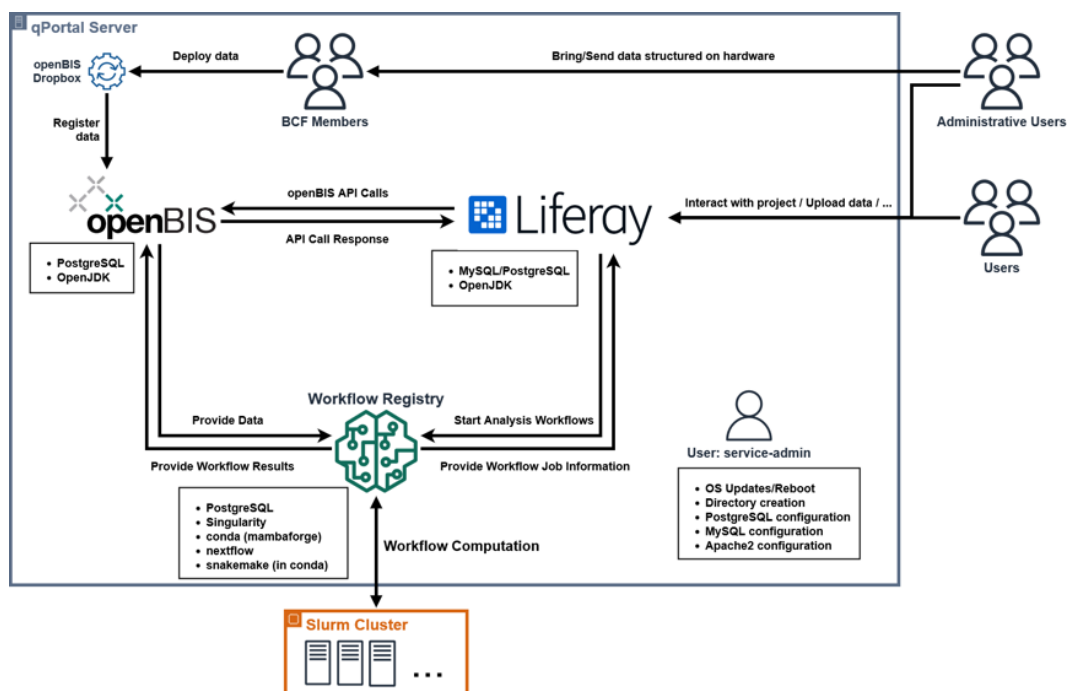 qPortal Server
openBIS
Dropbox
Deploy data
Bring/Send data structured on hardware
BCF Members
Administrative Users
Register
data
openBIS
openBIS API Calls
API Call Response
Liferay
Interact with project / Upload data / ...
Users
• PostgreSQL
• OpenJDK
• MySQL/PostgreSQL
• OpenJDK
Workflow Registry
Provide Data
Start Analysis Workflows
Provide Workflow Results
Provide Workflow Job Information
User: service-admin
• PostgreSQL
• Singularity
• conda (mambaforge)
• nextflow
• snakemake (in conda)
Workflow Computation
• OS Updates/Reboot
• Directory creation
• PostgreSQL configuration
• MySQL configuration
• Apache2 configuration
Slurm Cluster
...